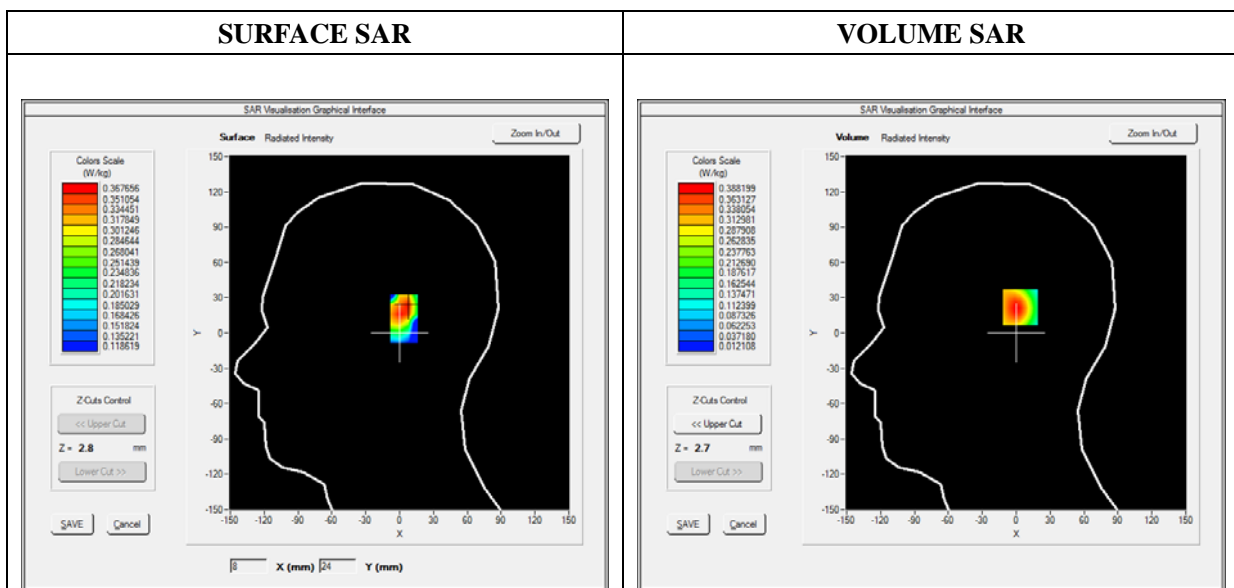 SURFACE SAR
VOLUME SAR
SAR Visualisation Graphical Interface
Surface Radiated Intensity
Zoom In/Out
Colors Scale
(W/kg)
0.367656
0.351054
0.334451
0.317849
0.301246
0.284644
0.268041
0.251439
0.234836
0.218234
0.201631
0.185029
0.168426
0.151824
0.135221
0.118619
Z-Cuts Control
<< Upper Cut
Z = 2.8 mm
Lower Cut >>
SAVE Cancel
150
120
90
60
30
0
-30
-60
-90
-120
-150
Y
-150 -120 -90 -60 -30 0 30 60 90 120 150
X
8 X (mm) 24 Y (mm)
SAR Visualisation Graphical Interface
Volume Radiated Intensity
Zoom In/Out
Colors Scale
(W/kg)
0.388199
0.363127
0.338054
0.312981
0.287908
0.262835
0.237763
0.212690
0.187617
0.162544
0.137471
0.112399
0.087326
0.062253
0.037180
0.012108
Z-Cuts Control
<< Upper Cut
Z = 2.7 mm
Lower Cut >>
SAVE Cancel
150
120
90
60
30
0
-30
-60
-90
-120
-150
Y
-150 -120 -90 -60 -30 0 30 60 90 120 150
X